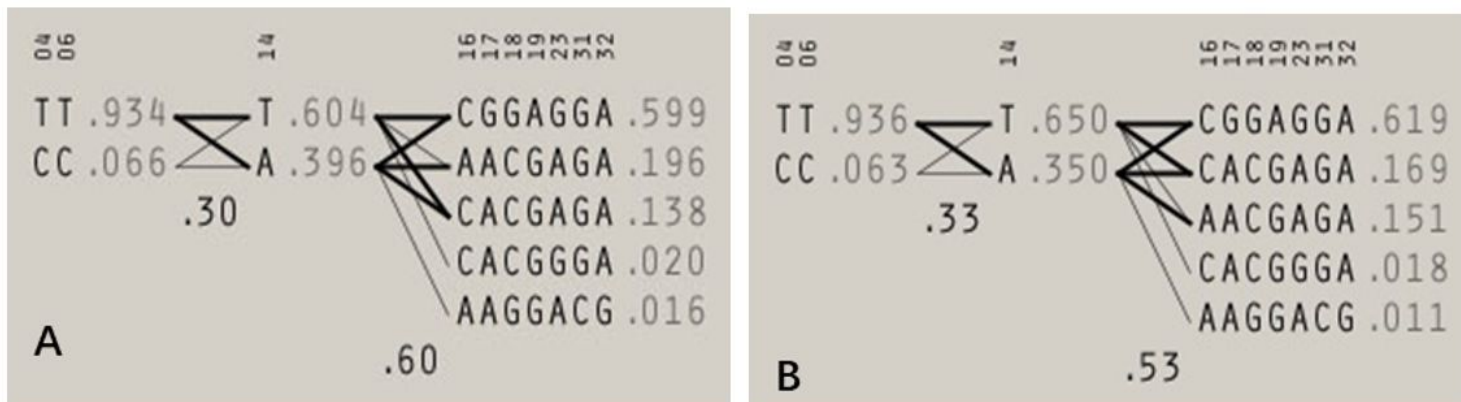 04 06 14 16 17 18 19 23 31 32
TT .934 T .604 CGGAGGA .599
CC .066 A .396 AACGAGA .196
.30 CACGAGA .138
CACGGGA .020
AAGGACG .016
A
.60
04 06 14 16 17 18 19 23 31 32
TT .936 T .650 CGGAGGA .619
CC .063 A .350 CACGAGA .169
.33 AACGAGA .151
CACGGGA .018
AAGGACG .011
B
.53